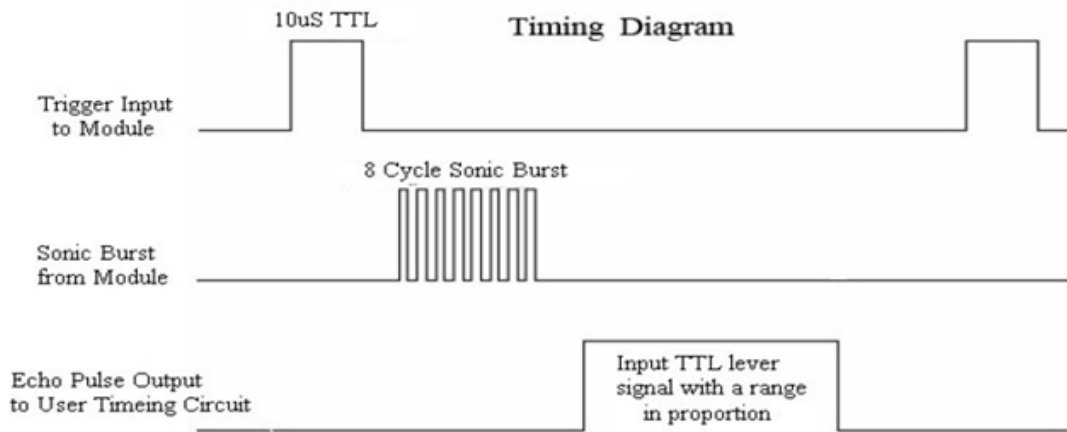 10uS TTL
Timing Diagram
Trigger Input
to Module
8 Cycle Sonic Burst
Sonic Burst
from Module
Echo Pulse Output
to User Timeing Circuit
Input TTL lever
signal with a range
in proportion